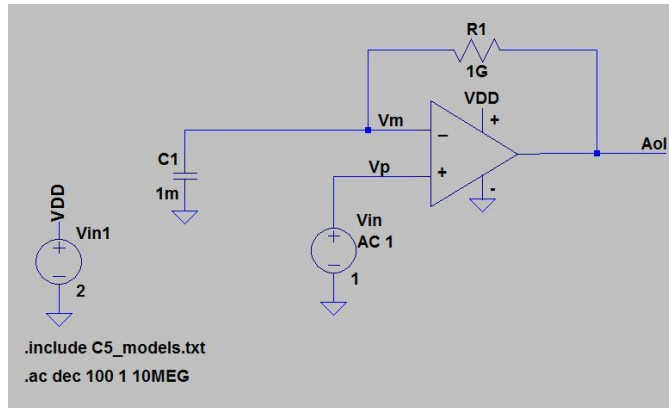 R1
1G
VDD
+
Vm
−
Aol
C1
1m
Vp
+
-
VDD
Vin1
+
−
2
Vin
AC 1
+
−
1
.include C5_models.txt
.ac dec 100 1 10MEG